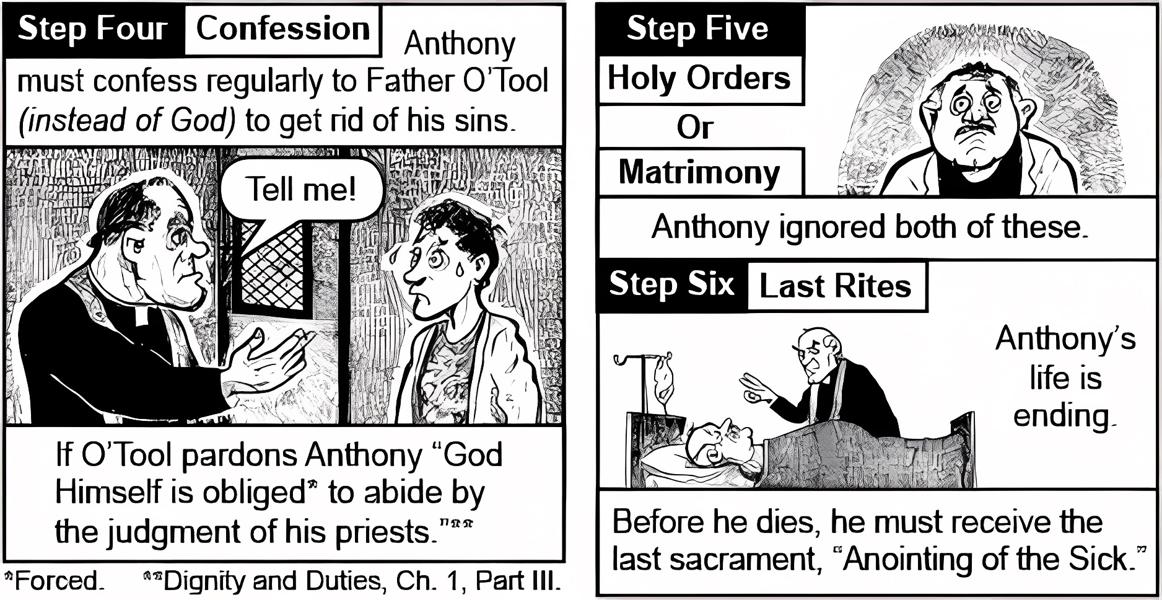 Step Four Confession Anthony
must confess regularly to Father O'Tool
(instead of God) to get rid of his sins.
Tell me!
If O'Tool pardons Anthony "God
Himself is obliged* to abide by
the judgment of his priests."**
*Forced. **Dignity and Duties, Ch. 1, Part III.
Step Five
Holy Orders
Or
Matrimony
Anthony ignored both of these.
Step Six Last Rites
Anthony's
life is
ending.
Before he dies, he must receive the
last sacrament, "Anointing of the Sick."